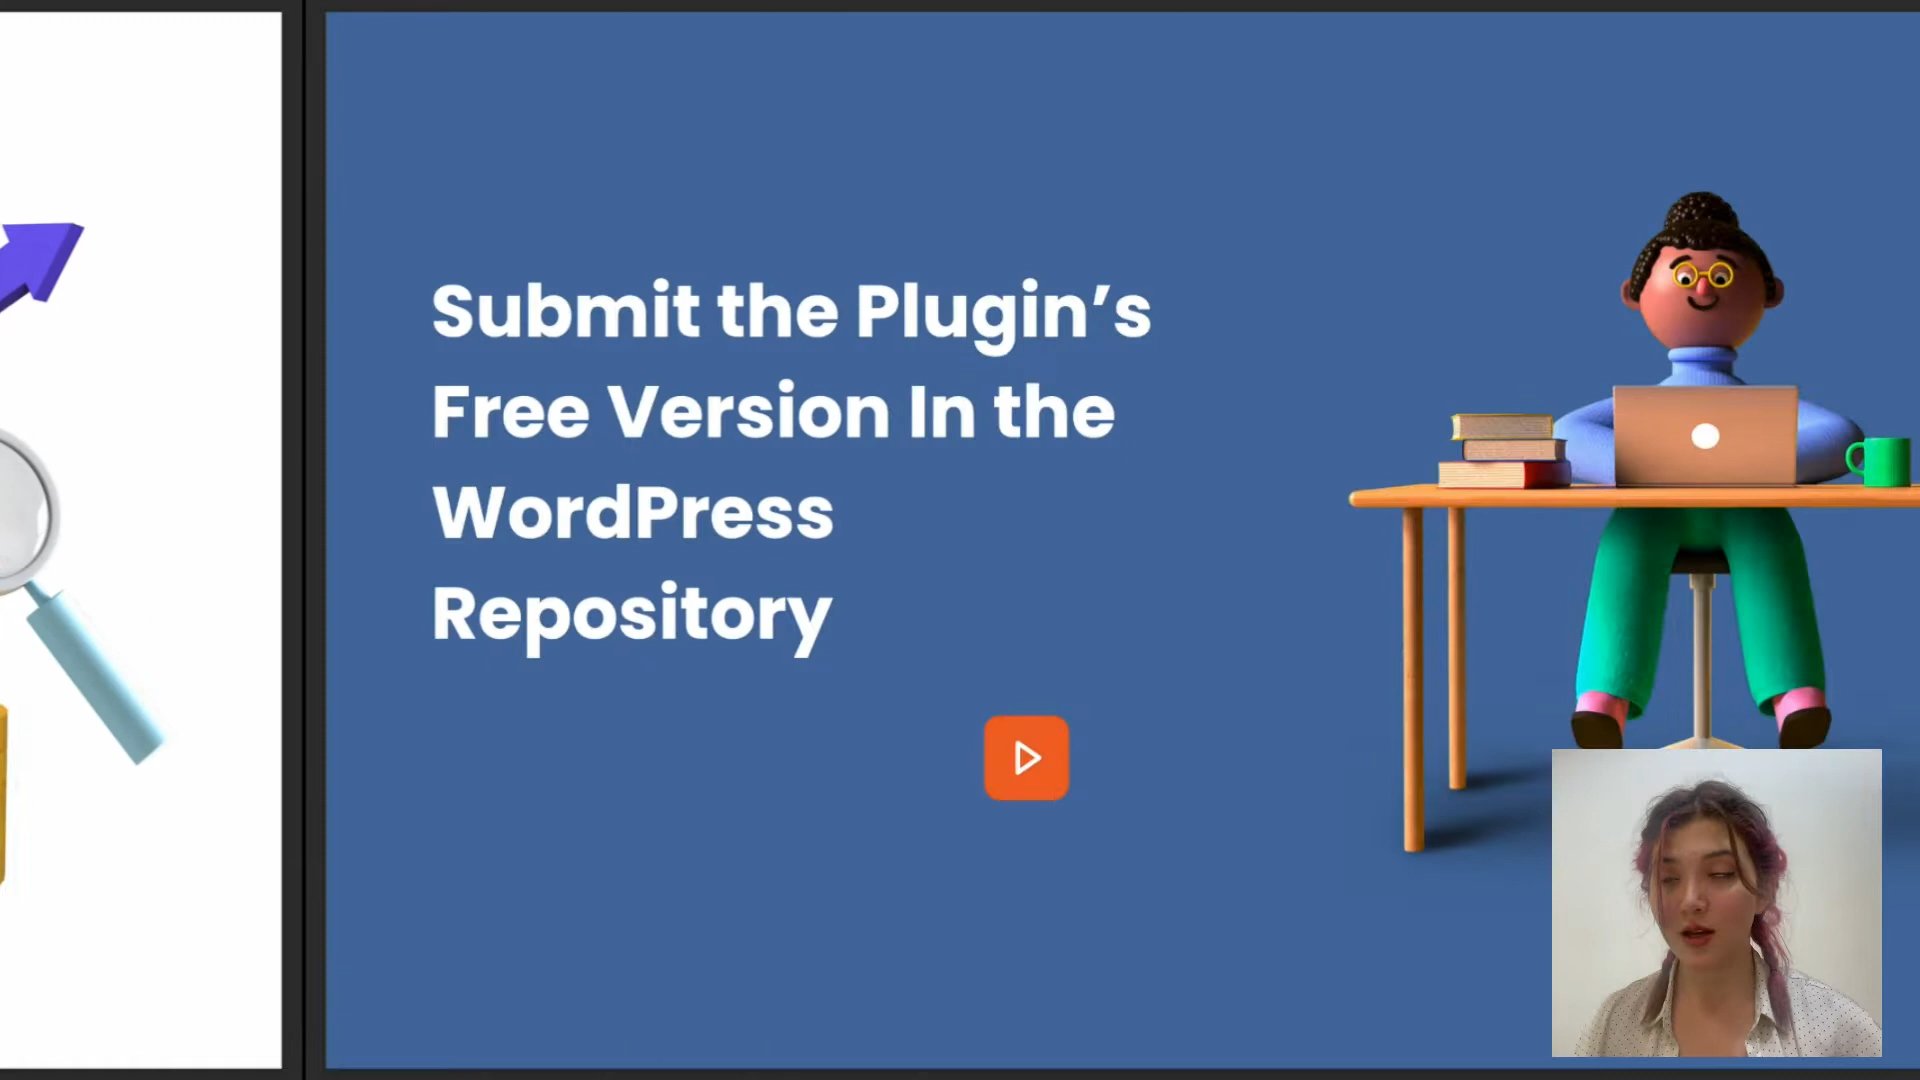 Submit the Plugin’s
Free Version In the
WordPress
Repository